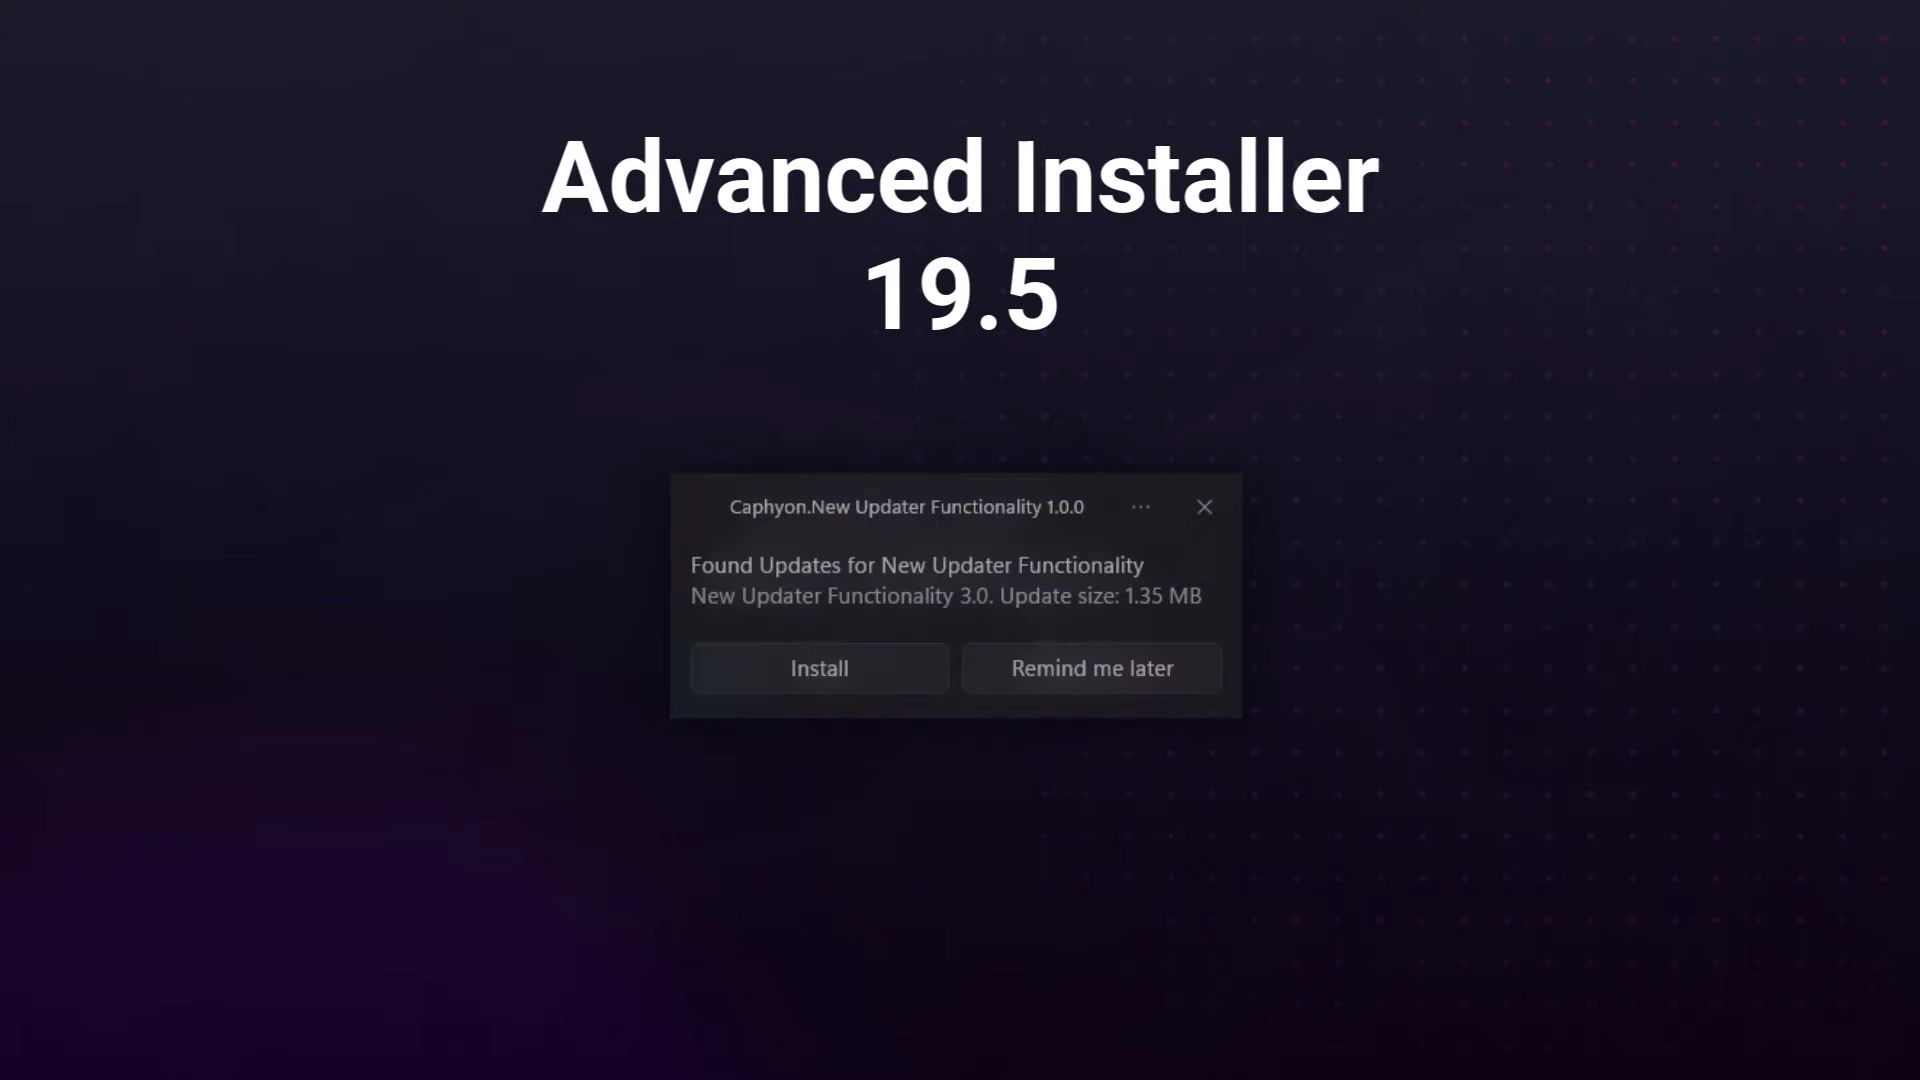 Advanced Installer
19.5
Caphyon.New Updater Functionality 1.0.0
Found Updates for New Updater Functionality
New Updater Functionality 3.0. Update size: 1.35 MB
Install
Remind me later